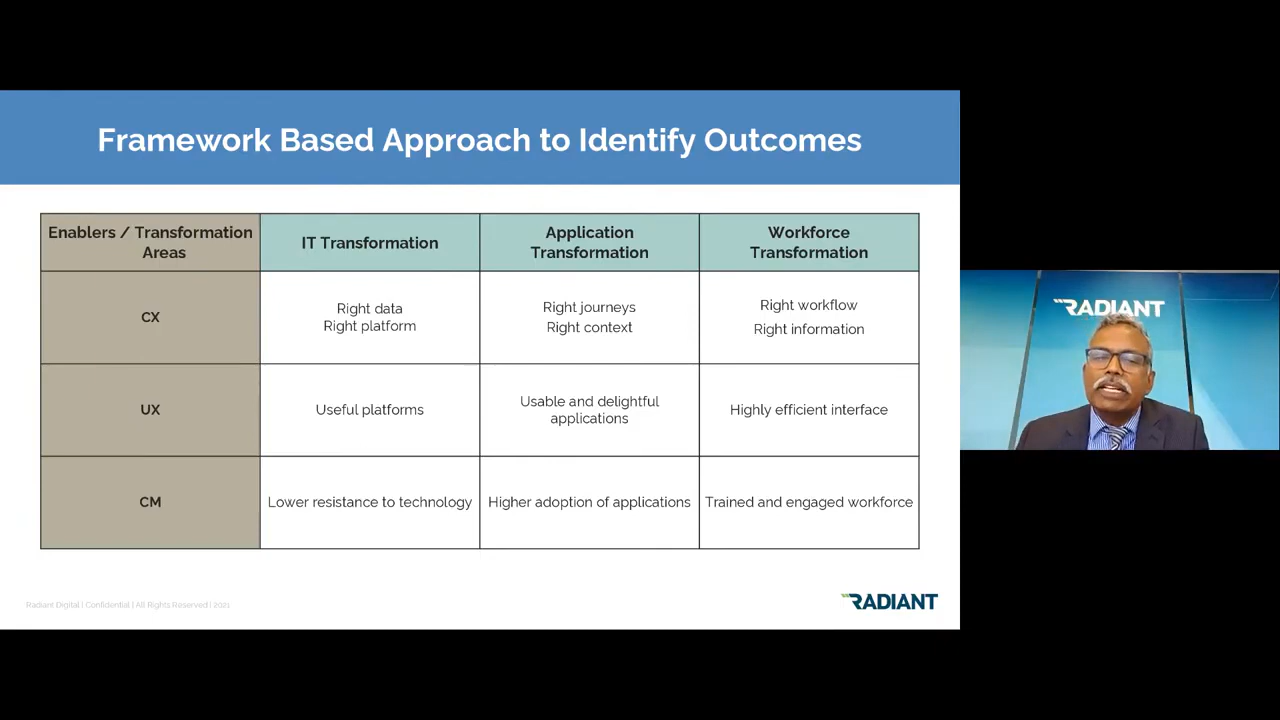 Framework Based Approach to Identify Outcomes
Enablers / Transformation
Areas
IT Transformation
Application
Transformation
Workforce
Transformation
CX
Right data
Right platform
Right journeys
Right context
Right workflow
Right information
UX
Useful platforms
Usable and delightful
applications
Highly efficient interface
CM
Lower resistance to technology
Higher adoption of applications
Trained and engaged workforce
Radiant Digital | Confidential | All Rights Reserved | 2021
RADIANT
RADIANT